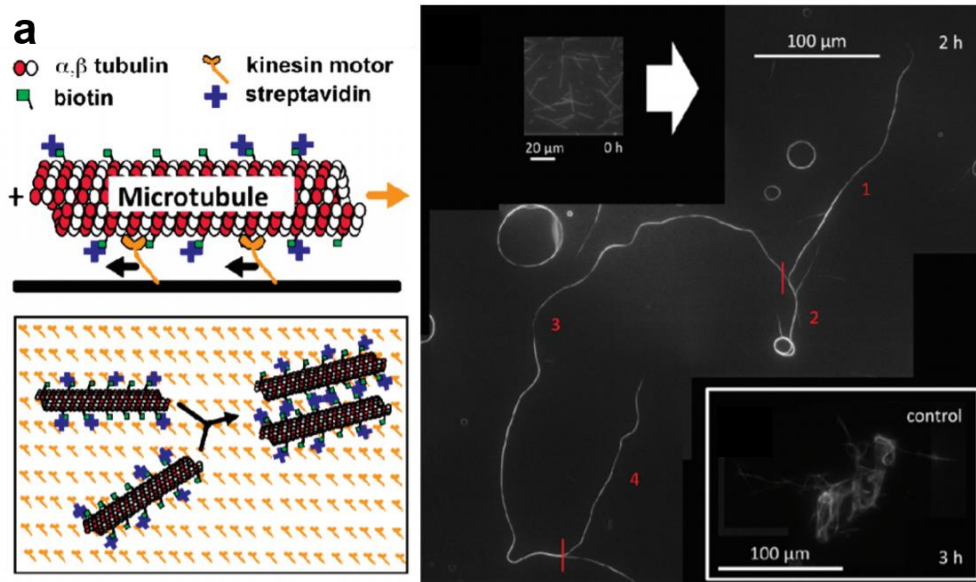 a
α,β tubulin
kinesin motor
biotin
streptavidin
+
Microtubule
100 µm
2 h
20 µm
0 h
1
2
3
4
control
100 µm
3 h